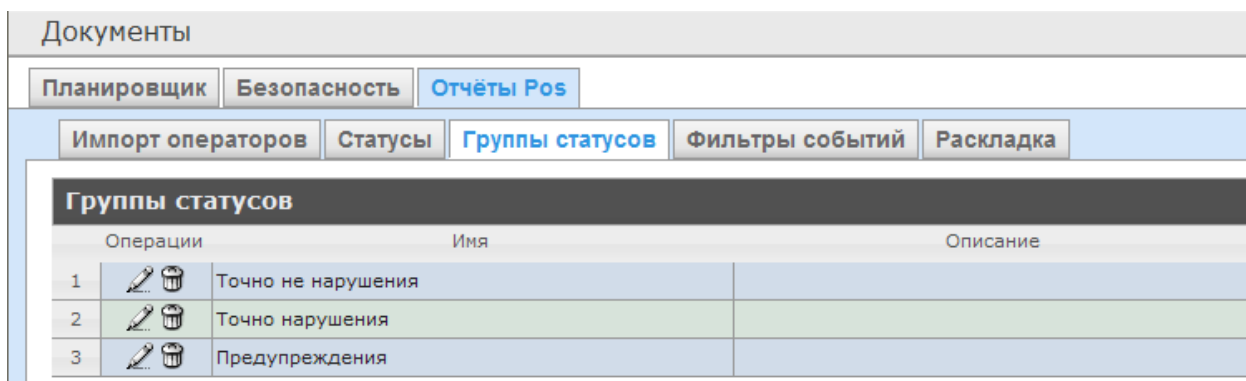 Документы
Планировщик Безопасность Отчёты Pos
Импорт операторов Статусы Группы статусов Фильтры событий Раскладка
Группы статусов
Операции Имя Описание
1 Точно не нарушения
2 Точно нарушения
3 Предупреждения